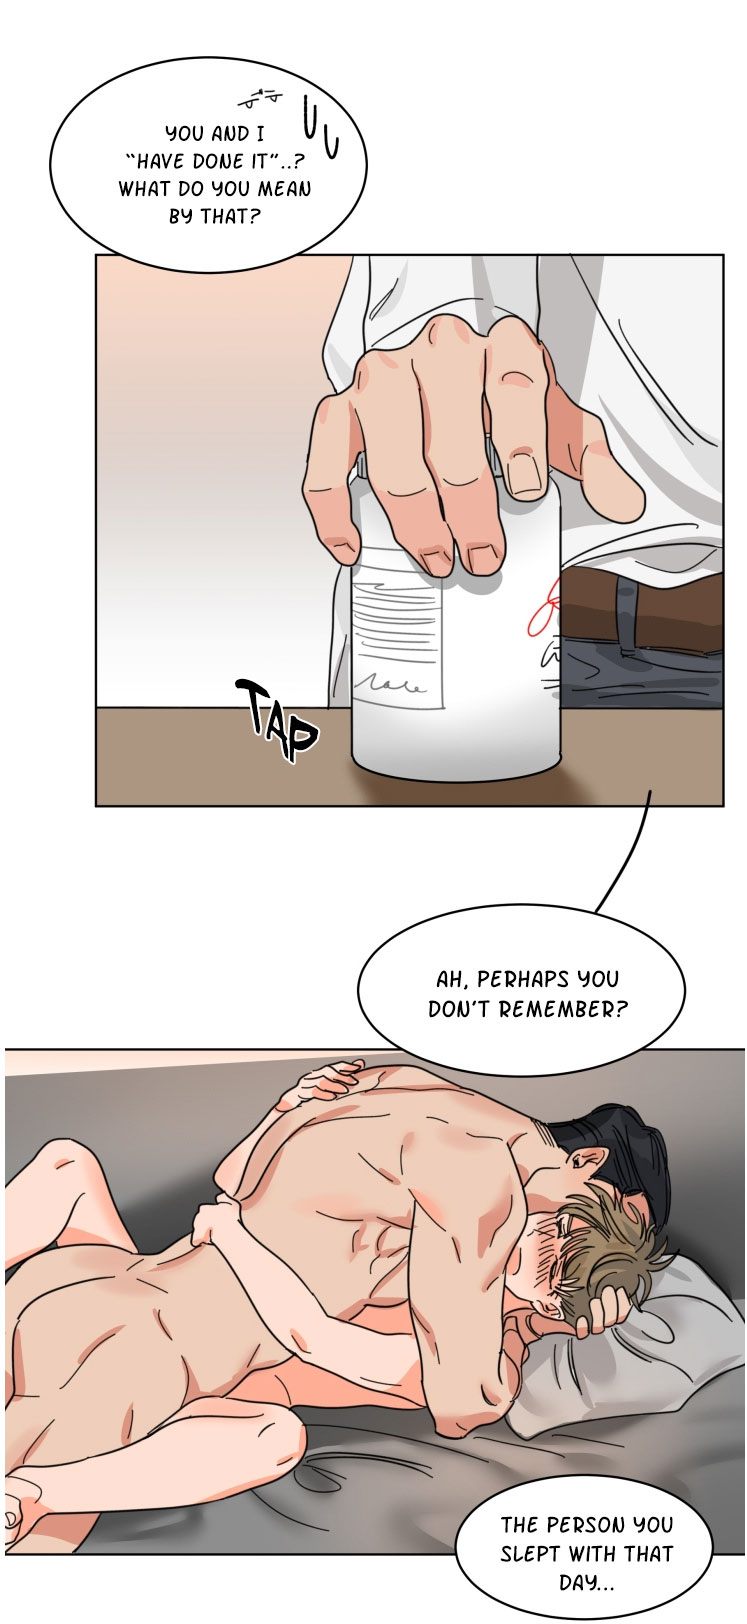 YOU AND I
"HAVE DONE IT"..?
WHAT DO YOU MEAN
BY THAT?
TAP
AH, PERHAPS YOU
DON'T REMEMBER?
THE PERSON YOU
SLEPT WITH THAT
DAY...